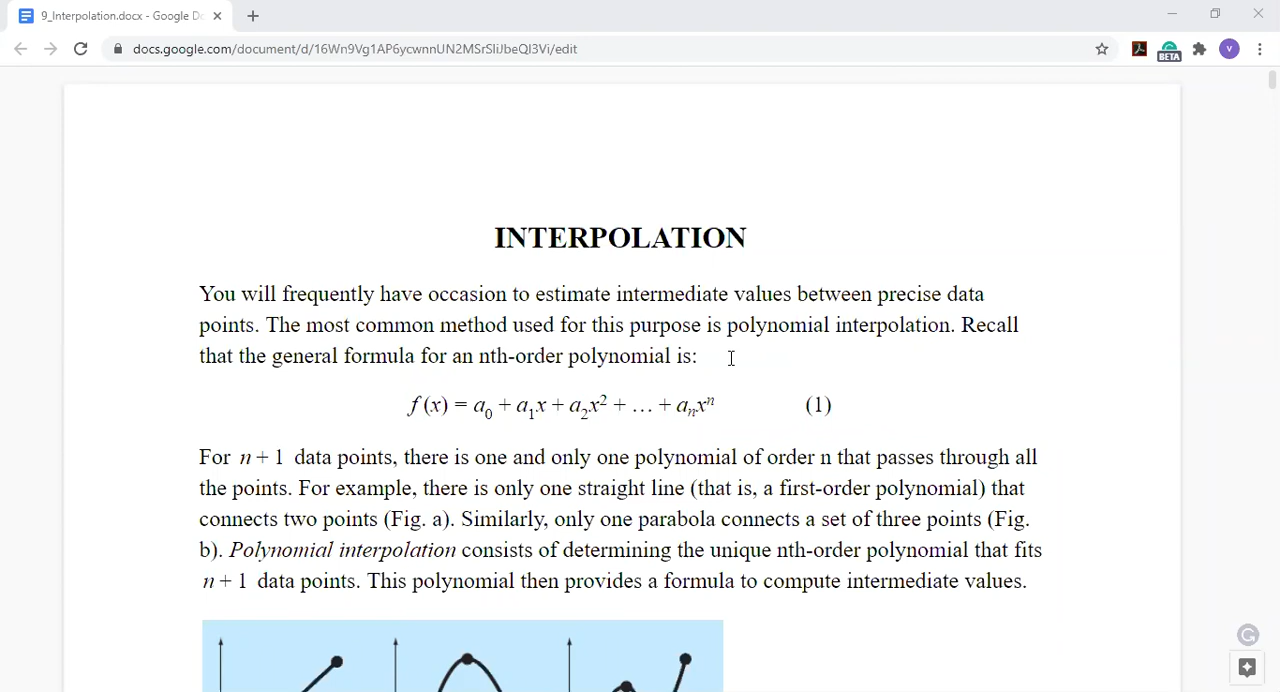 9_Interpolation.docx - Google Do
docs.google.com/document/d/16Wn9Vg1AP6ycwnnUN2MSrSliJbeQI3Vi/edit
BETA
V
INTERPOLATION
You will frequently have occasion to estimate intermediate values between precise data
points. The most common method used for this purpose is polynomial interpolation. Recall
that the general formula for an nth-order polynomial is:
f (x) = a₀ + a₁x + a₂x² + … + aₙxⁿ (1)
For n + 1 data points, there is one and only one polynomial of order n that passes through all
the points. For example, there is only one straight line (that is, a first-order polynomial) that
connects two points (Fig. a). Similarly, only one parabola connects a set of three points (Fig.
b). Polynomial interpolation consists of determining the unique nth-order polynomial that fits
n + 1 data points. This polynomial then provides a formula to compute intermediate values.